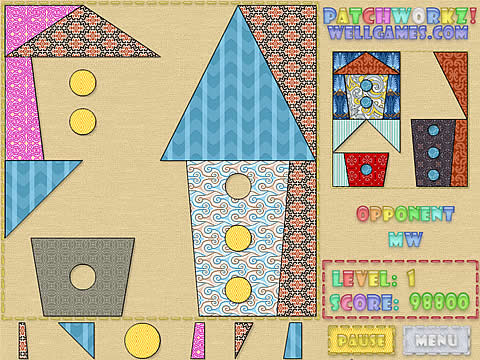 PATCHWORKZ!
WELLGAMES.COM
OPPONENT
MW
LEVEL: 1
SCORE: 98800
PAUSE
MENU